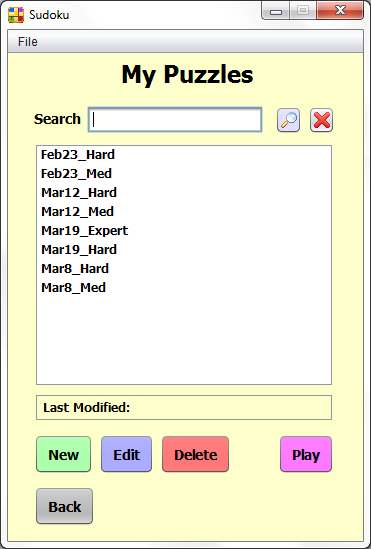 Sudoku
File
My Puzzles
Search
Feb23_Hard
Feb23_Med
Mar12_Hard
Mar12_Med
Mar19_Expert
Mar19_Hard
Mar8_Hard
Mar8_Med
Last Modified:
New Edit Delete Play
Back